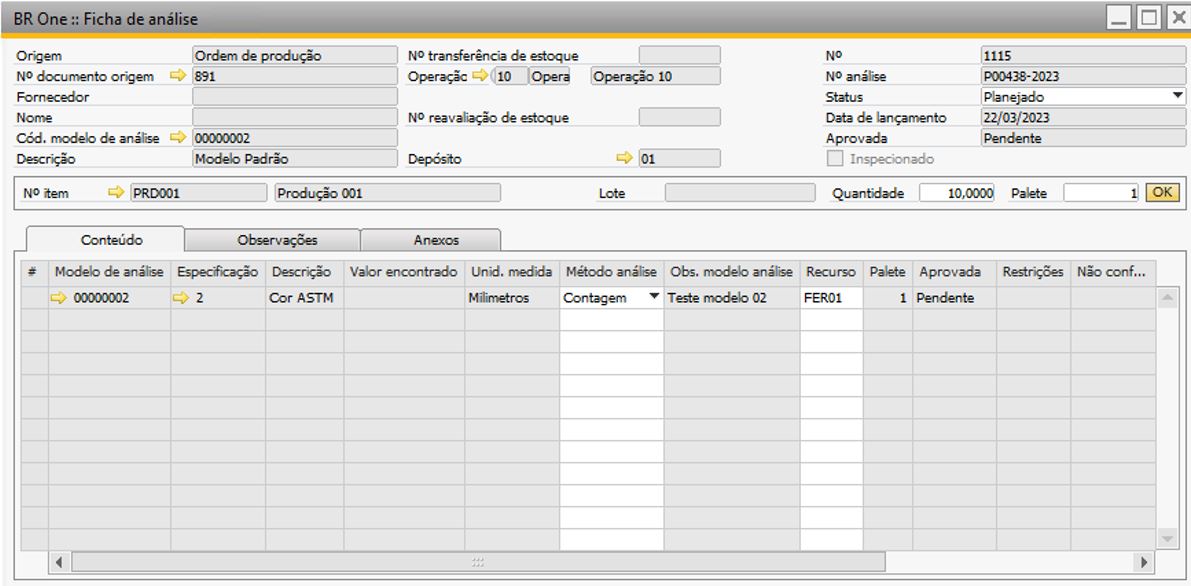 BR One :: Ficha de análise
Origem Ordem de produção Nº transferência de estoque Nº 1115
Nº documento origem 891 Operação 10 Opera Operação 10 Nº análise P00438-2023
Fornecedor Status Planejado
Nome Nº reavaliação de estoque Data de lançamento 22/03/2023
Cód. modelo de análise 00000002 Aprovada Pendente
Descrição Modelo Padrão Depósito 01 Inspecionado
Nº item PRD001 Produção 001 Lote Quantidade 10,0000 Palete 1 OK
Conteúdo Observações Anexos
# Modelo de análise Especificação Descrição Valor encontrado Unid. medida Método análise Obs. modelo análise Recurso Palete Aprovada Restrições Não conf...
00000002 2 Cor ASTM Milimetros Contagem Teste modelo 02 FER01 1 Pendente